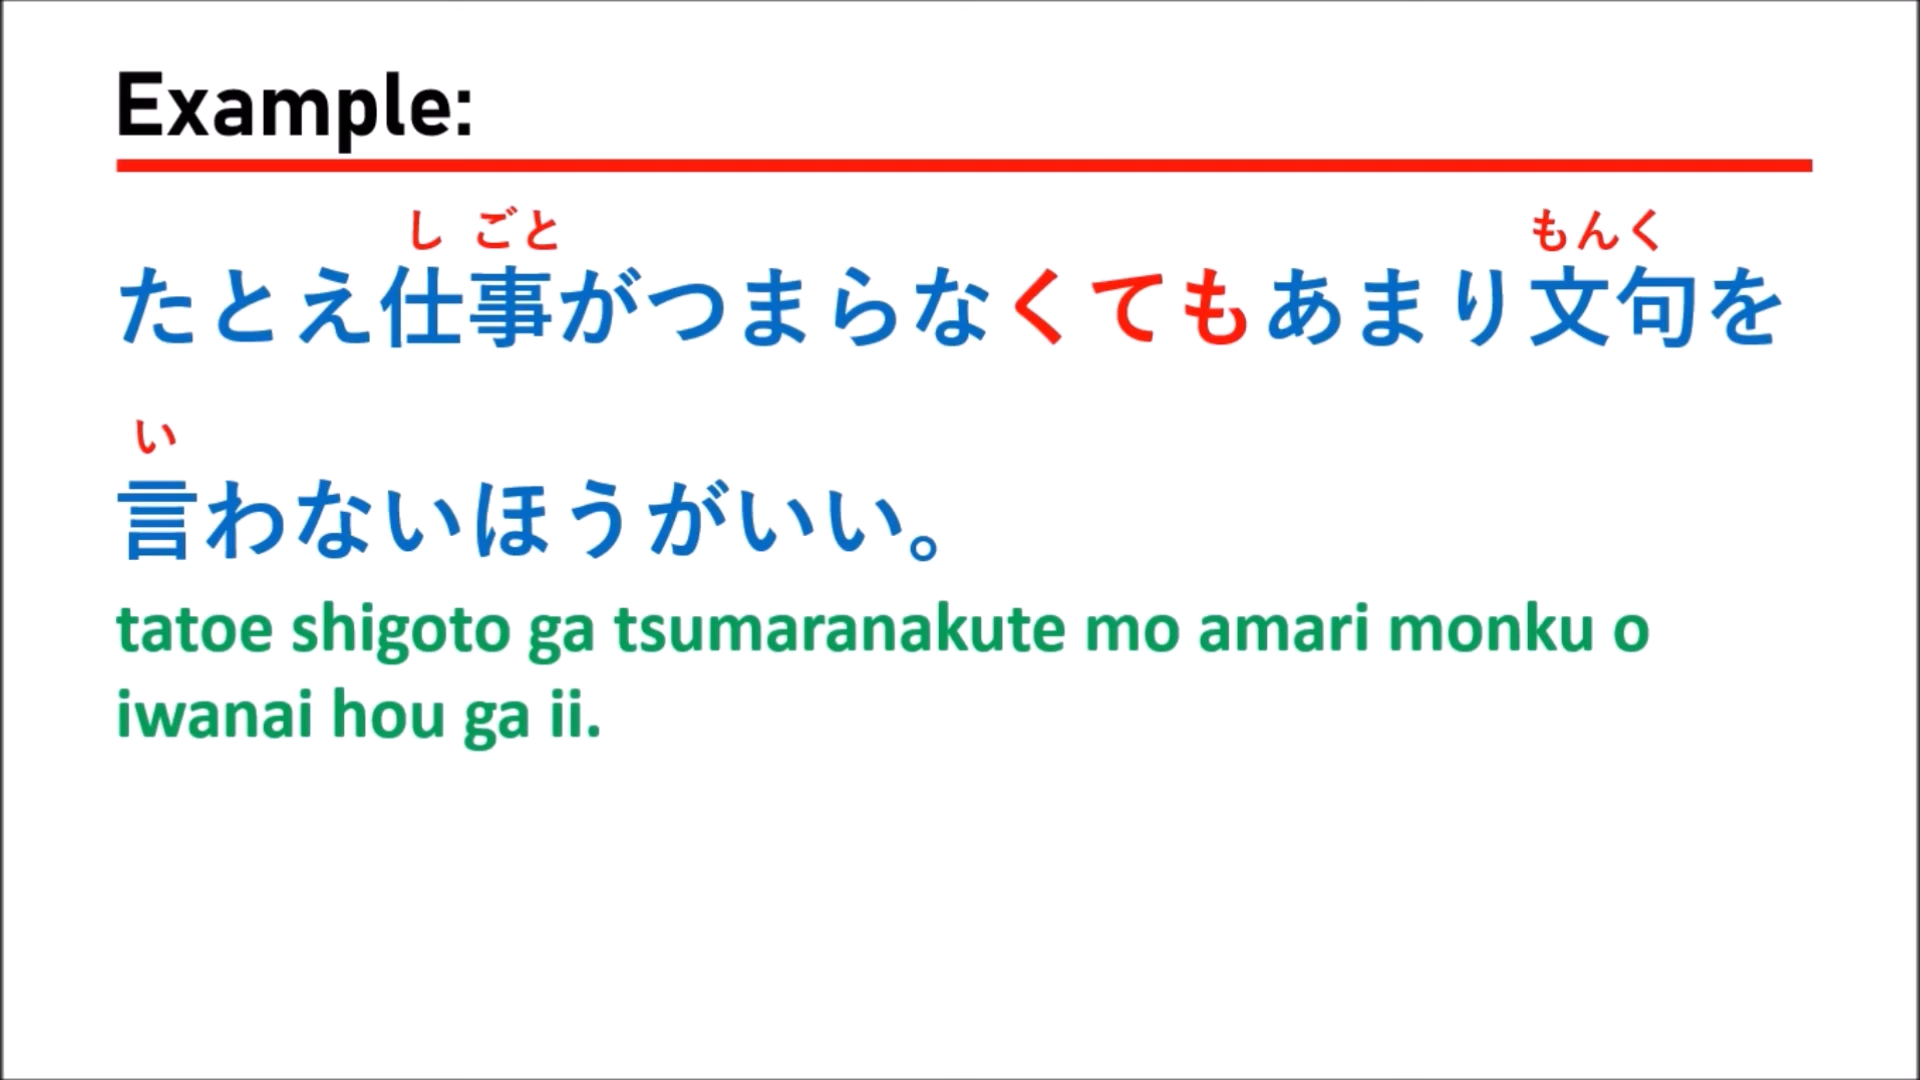 Example:
し ごと もんく
たとえ仕事がつまらなくてもあまり文句を
い
言わないほうがいい。
tatoe shigoto ga tsumaranakute mo amari monku o
iwanai hou ga ii.